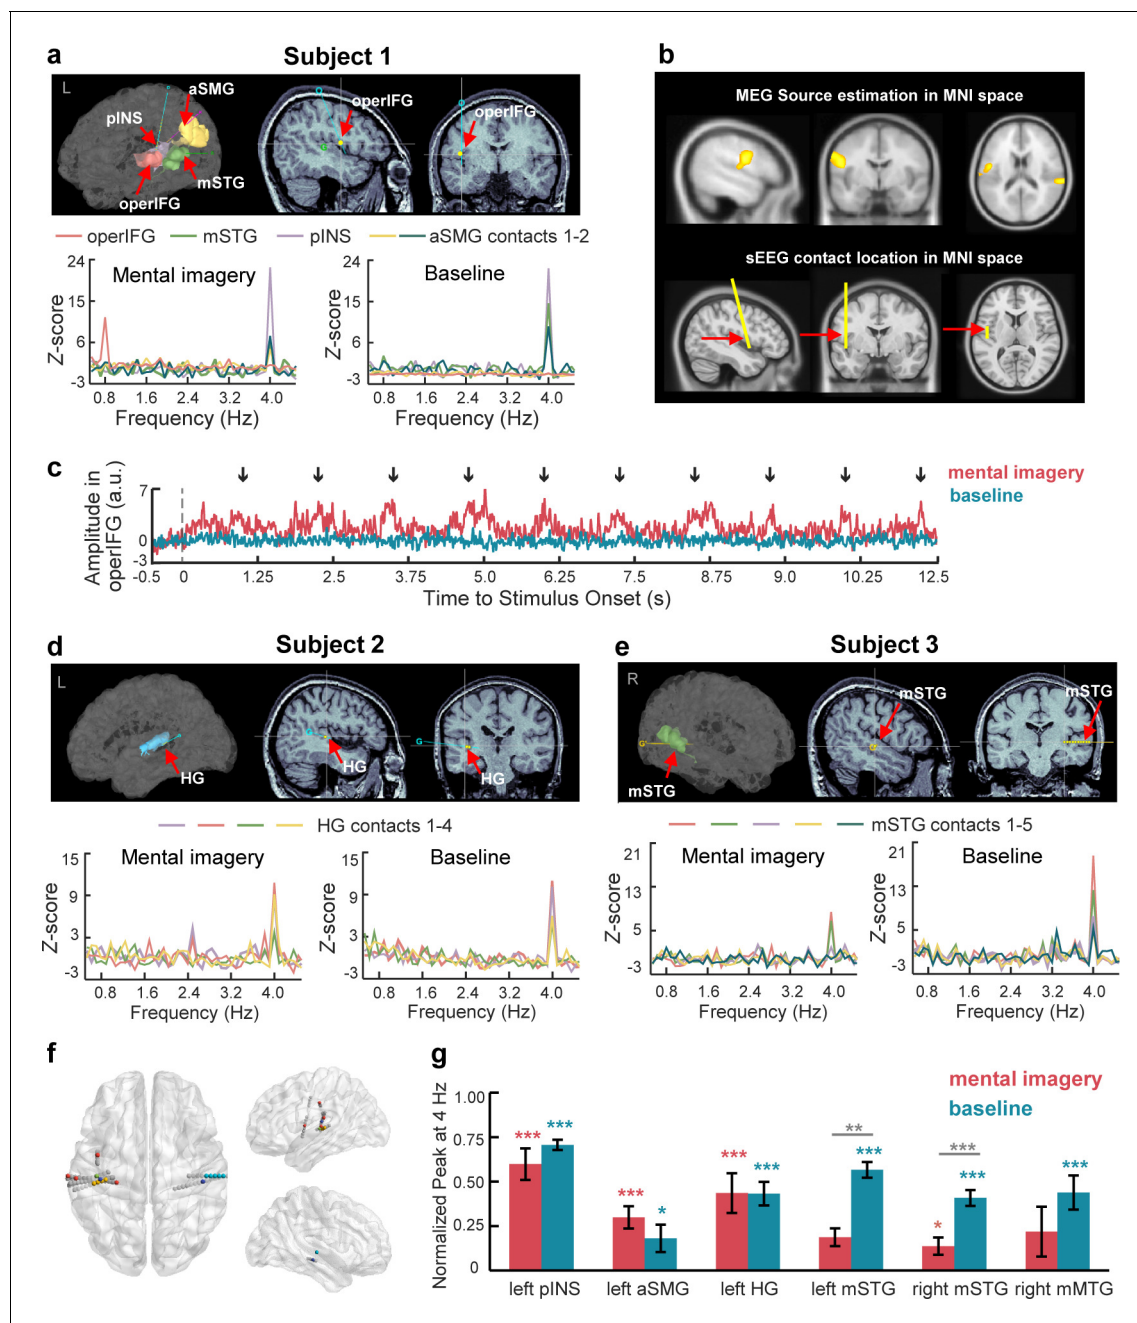 a
Subject 1
L
aSMG
pINS
mSTG
operIFG
operIFG
operIFG
operIFG mSTG pINS aSMG contacts 1-2
Mental imagery
Z-score
24
15
6
-3
0.8 1.6 2.4 3.2 4.0
Frequency (Hz)
Baseline
Z-score
24
15
6
-3
0.8 1.6 2.4 3.2 4.0
Frequency (Hz)
b
MEG Source estimation in MNI space
sEEG contact location in MNI space
c
mental imagery
baseline
Amplitude in
operIFG (a.u.)
7
0
-3
-0.5 0 1.25 2.5 3.75 5.0 6.25 7.5 8.75 9.0 10.25 12.5
Time to Stimulus Onset (s)
d
Subject 2
L
HG
G
HG
G
HG
HG contacts 1-4
Mental imagery
Z-score
15
9
3
-3
0.8 1.6 2.4 3.2 4.0
Frequency (Hz)
Baseline
Z-score
15
9
3
-3
0.8 1.6 2.4 3.2 4.0
Frequency (Hz)
e
Subject 3
R
G'
mSTG
mSTG
mSTG
mSTG contacts 1-5
Mental imagery
Z-score
21
13
5
-3
0.8 1.6 2.4 3.2 4.0
Frequency (Hz)
Baseline
Z-score
21
13
5
-3
0.8 1.6 2.4 3.2 4.0
Frequency (Hz)
f
g
mental imagery
baseline
Normalized Peak at 4 Hz
1.00
0.75
0.50
0.25
0
*** ***
*** *
*** ***
** ***
* *** ***
***
left pINS left aSMG left HG left mSTG right mSTG right mMTG